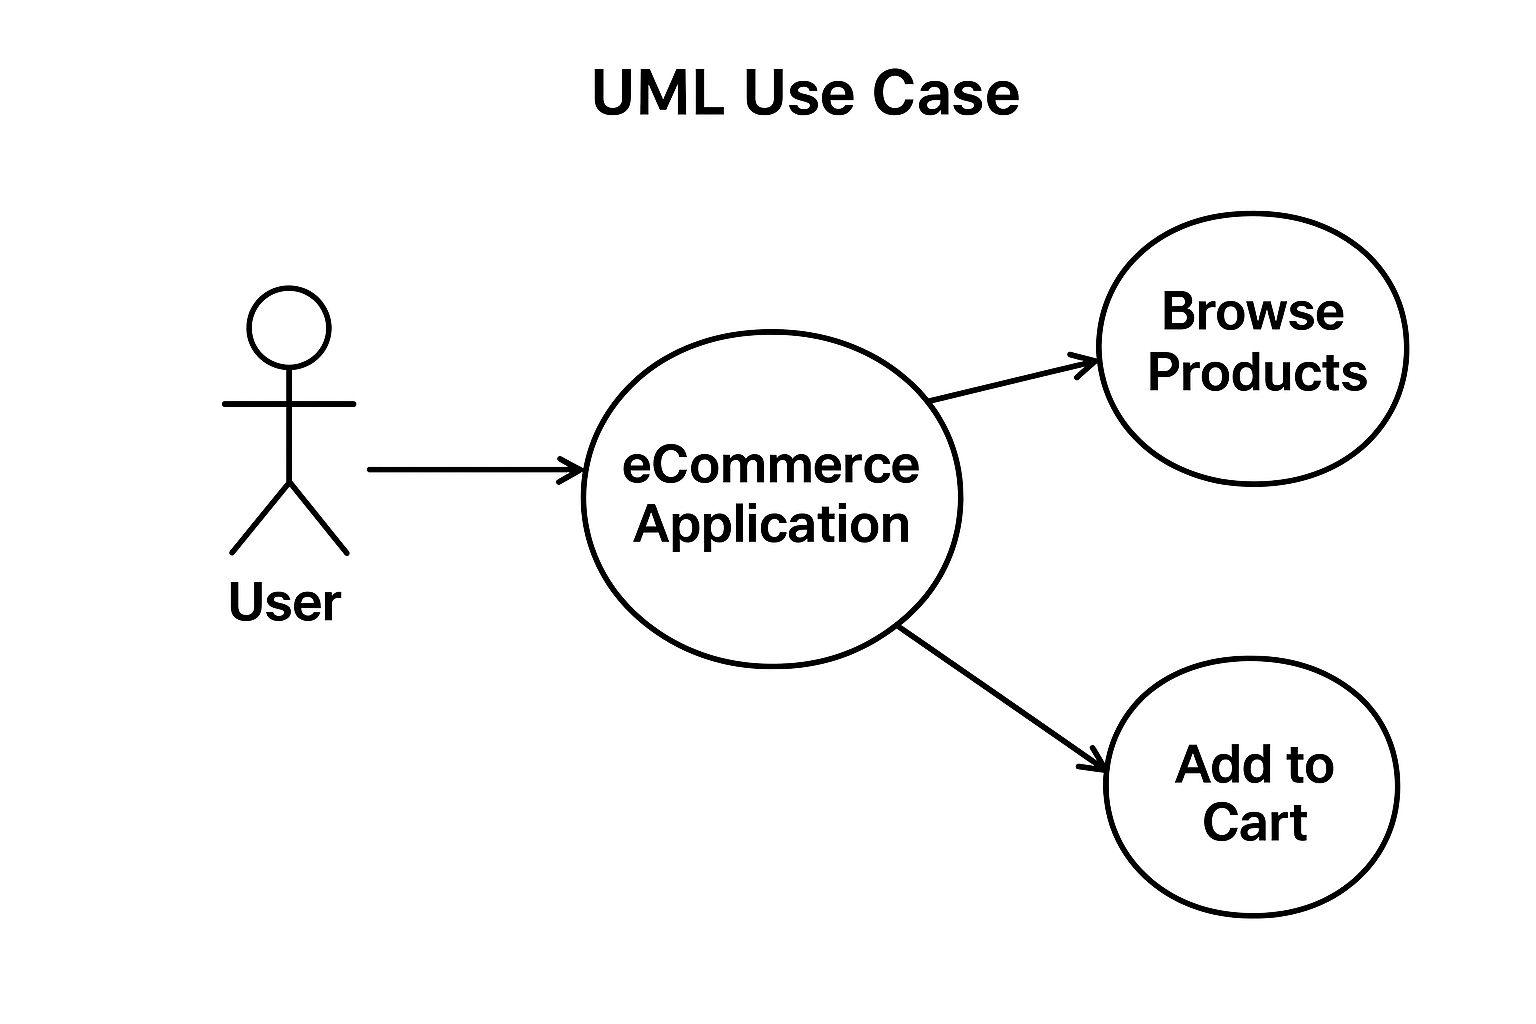 UML Use Case
User
eCommerce
Application
Browse
Products
Add to
Cart